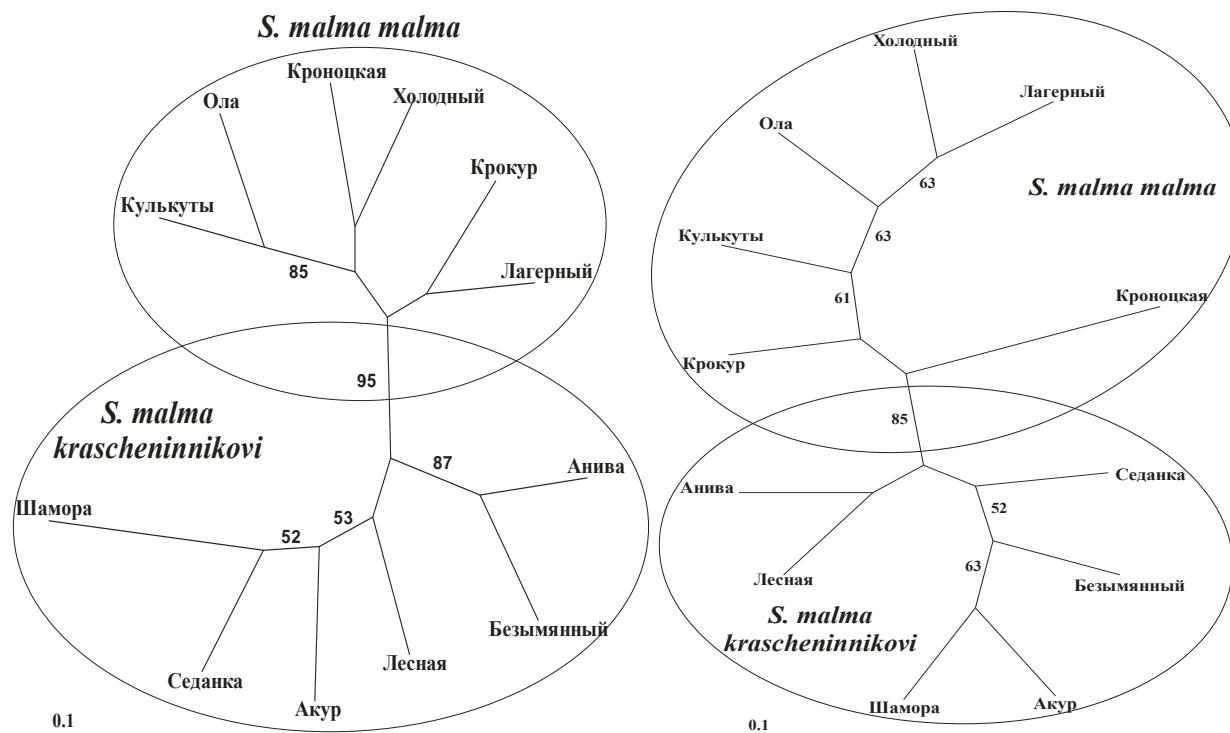 S. malma malma
Кроноцкая
Ола
Холодный
Крокур
Кулькуты
85
Лагерный
95
S. malma
krascheninnikovi
87
Анива
Шамора
53
52
Безымянный
Лесная
Седанка
Акур
0.1
Холодный
Лагерный
Ола
63
S. malma malma
63
Кулькуты
61
Кроноцкая
Крокур
85
Седанка
Анива
52
63
Лесная
Безымянный
S. malma
krascheninnikovi
Шамора
Акур
0.1